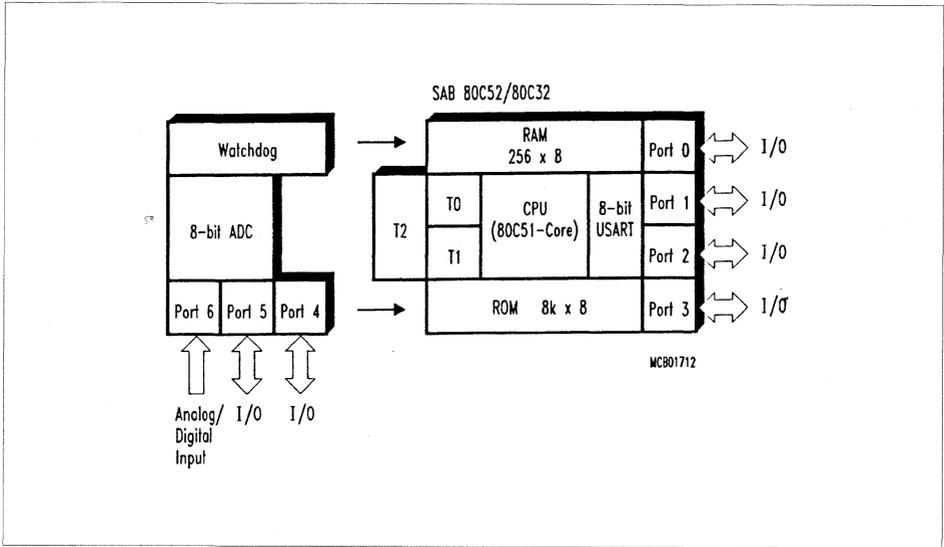 SAB 80C52/80C32
Watchdog
8-bit ADC
Port 6
Port 5
Port 4
Analog/
Digital
Input
I/O
I/O
RAM
256 x 8
T2
T0
T1
CPU
(80C51-Core)
8-bit
USART
ROM 8k x 8
Port 0
I/O
Port 1
I/O
Port 2
I/O
Port 3
I/O
MCB01712